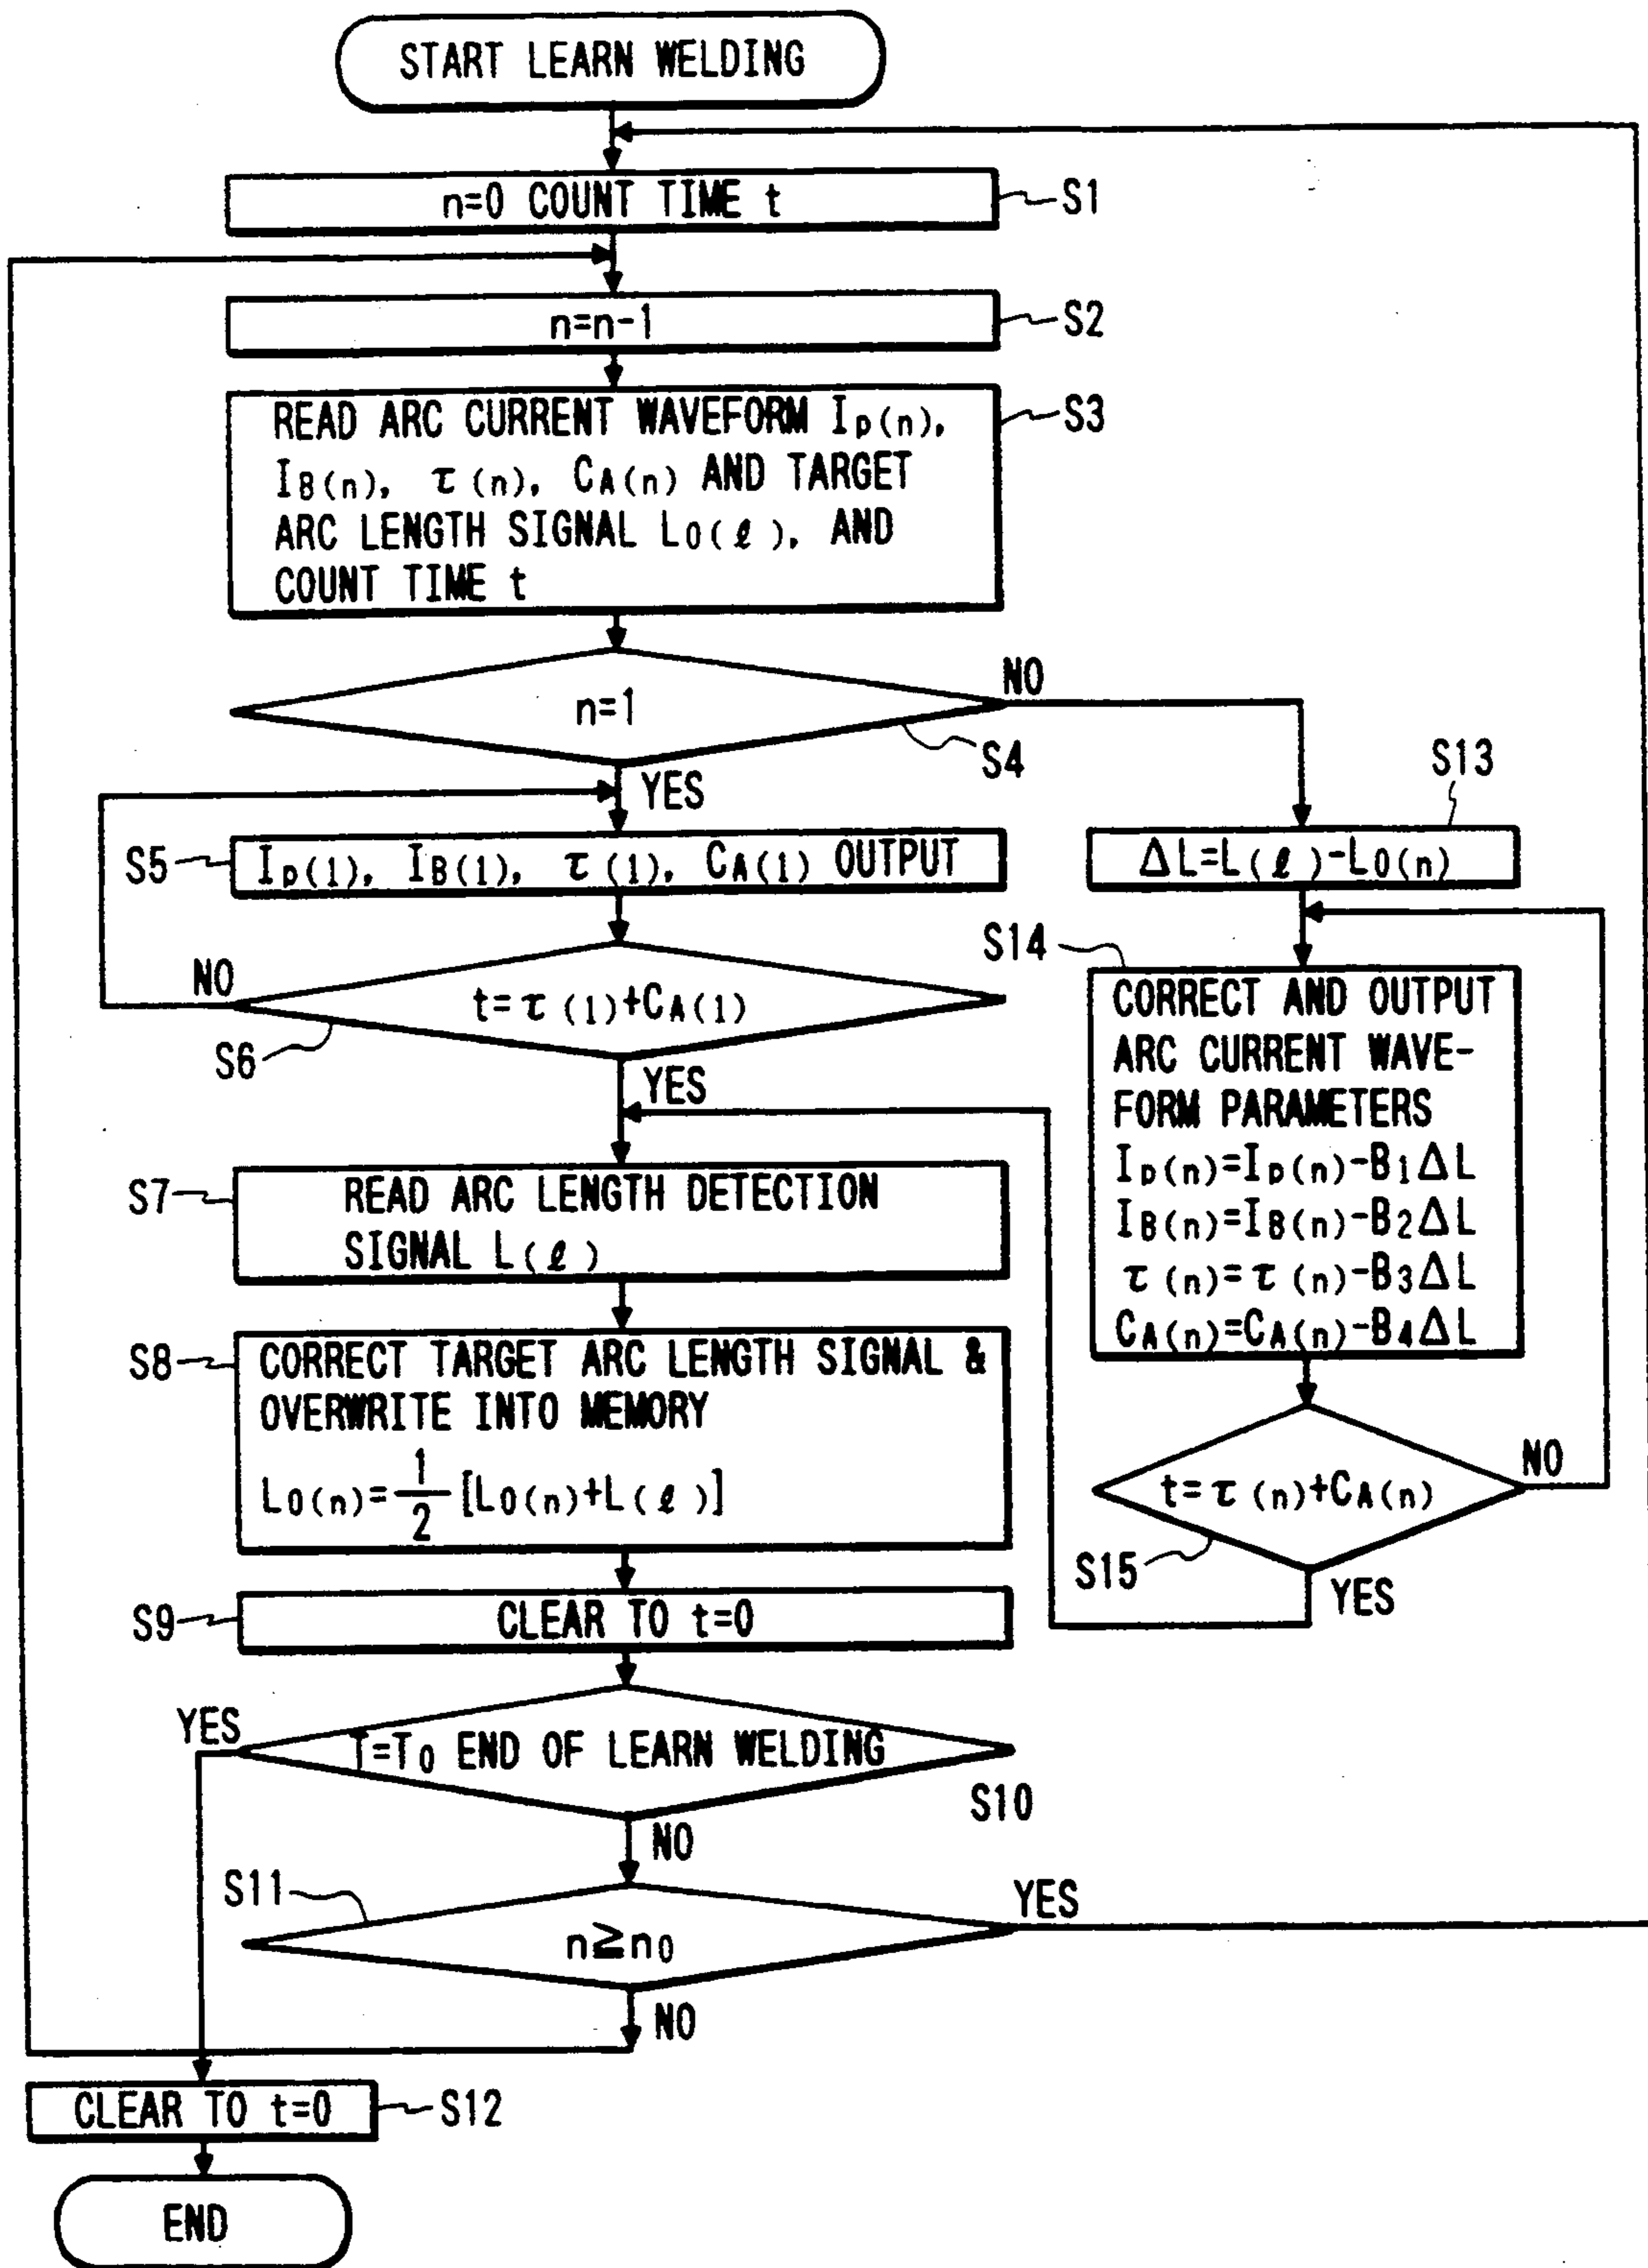 START LEARN WELDING
n=0 COUNT TIME t
S1
n=n-1
S2
READ ARC CURRENT WAVEFORM Ip(n),
IB(n), τ(n), CA(n) AND TARGET
ARC LENGTH SIGNAL LO(ℓ), AND
COUNT TIME t
S3
n=1
NO
S4
YES
S5
Ip(1), IB(1), τ(1), CA(1) OUTPUT
S13
ΔL=L(ℓ)-LO(n)
NO
t=τ(1)+CA(1)
S6
YES
S14
CORRECT AND OUTPUT
ARC CURRENT WAVE-
FORM PARAMETERS
Ip(n)=Ip(n)-B1ΔL
IB(n)=IB(n)-B2ΔL
τ(n)=τ(n)-B3ΔL
CA(n)=CA(n)-B4ΔL
S7
READ ARC LENGTH DETECTION
SIGNAL L(ℓ)
S8
CORRECT TARGET ARC LENGTH SIGNAL &
OVERWRITE INTO MEMORY
LO(n)=1/2 [LO(n)+L(ℓ)]
NO
t=τ(n)+CA(n)
S15
YES
S9
CLEAR TO t=0
YES
T=T0 END OF LEARN WELDING
S10
NO
S11
YES
n≧n0
NO
CLEAR TO t=0
S12
END